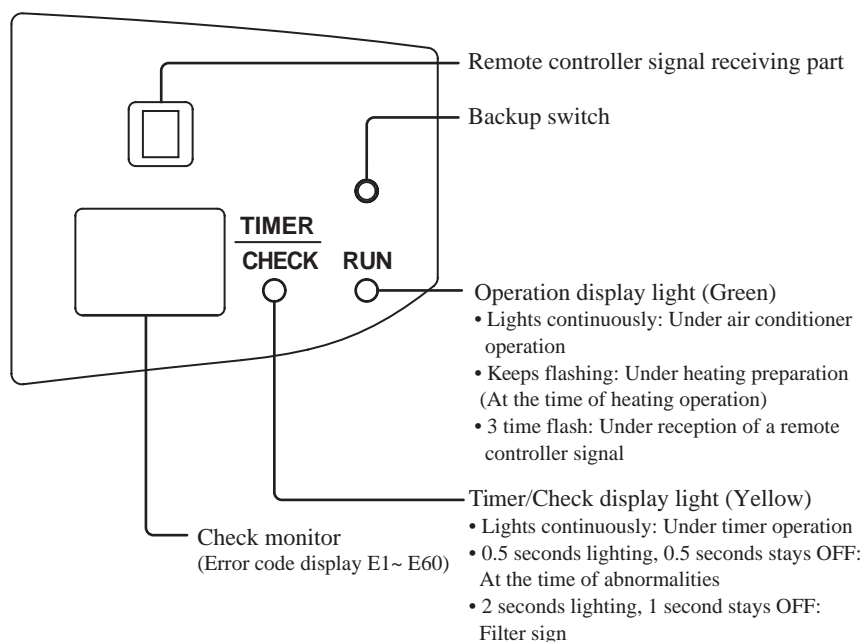 Remote controller signal receiving part
Backup switch
TIMER
CHECK RUN
Operation display light (Green)
• Lights continuously: Under air conditioner
operation
• Keeps flashing: Under heating preparation
(At the time of heating operation)
• 3 time flash: Under reception of a remote
controller signal
Timer/Check display light (Yellow)
• Lights continuously: Under timer operation
• 0.5 seconds lighting, 0.5 seconds stays OFF:
At the time of abnormalities
• 2 seconds lighting, 1 second stays OFF:
Filter sign
Check monitor
(Error code display E1~ E60)